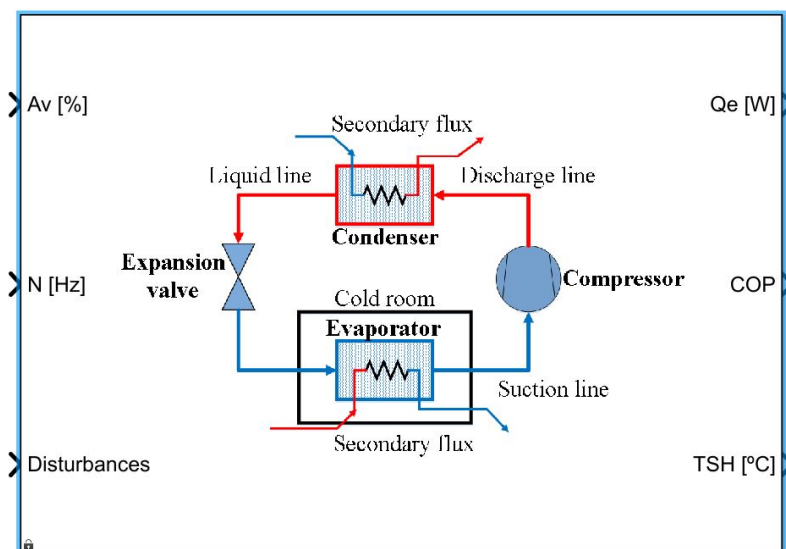 Av [%]
Qe [W]
Secondary flux
Liquid line
Discharge line
Condenser
Expansion
valve
Compressor
N [Hz]
COP
Cold room
Evaporator
Suction line
Secondary flux
Disturbances
TSH [ºC]